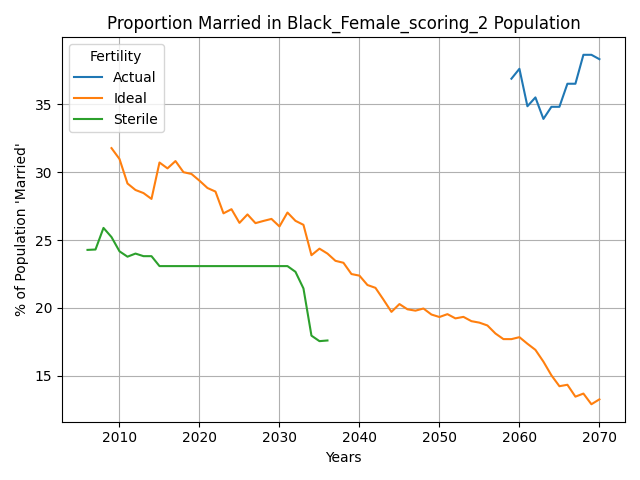 Proportion Married in Black_Female_scoring_2 Population
Fertility
Actual
Ideal
Sterile
% of Population 'Married'
35
30
25
20
15
2010 2020 2030 2040 2050 2060 2070
Years